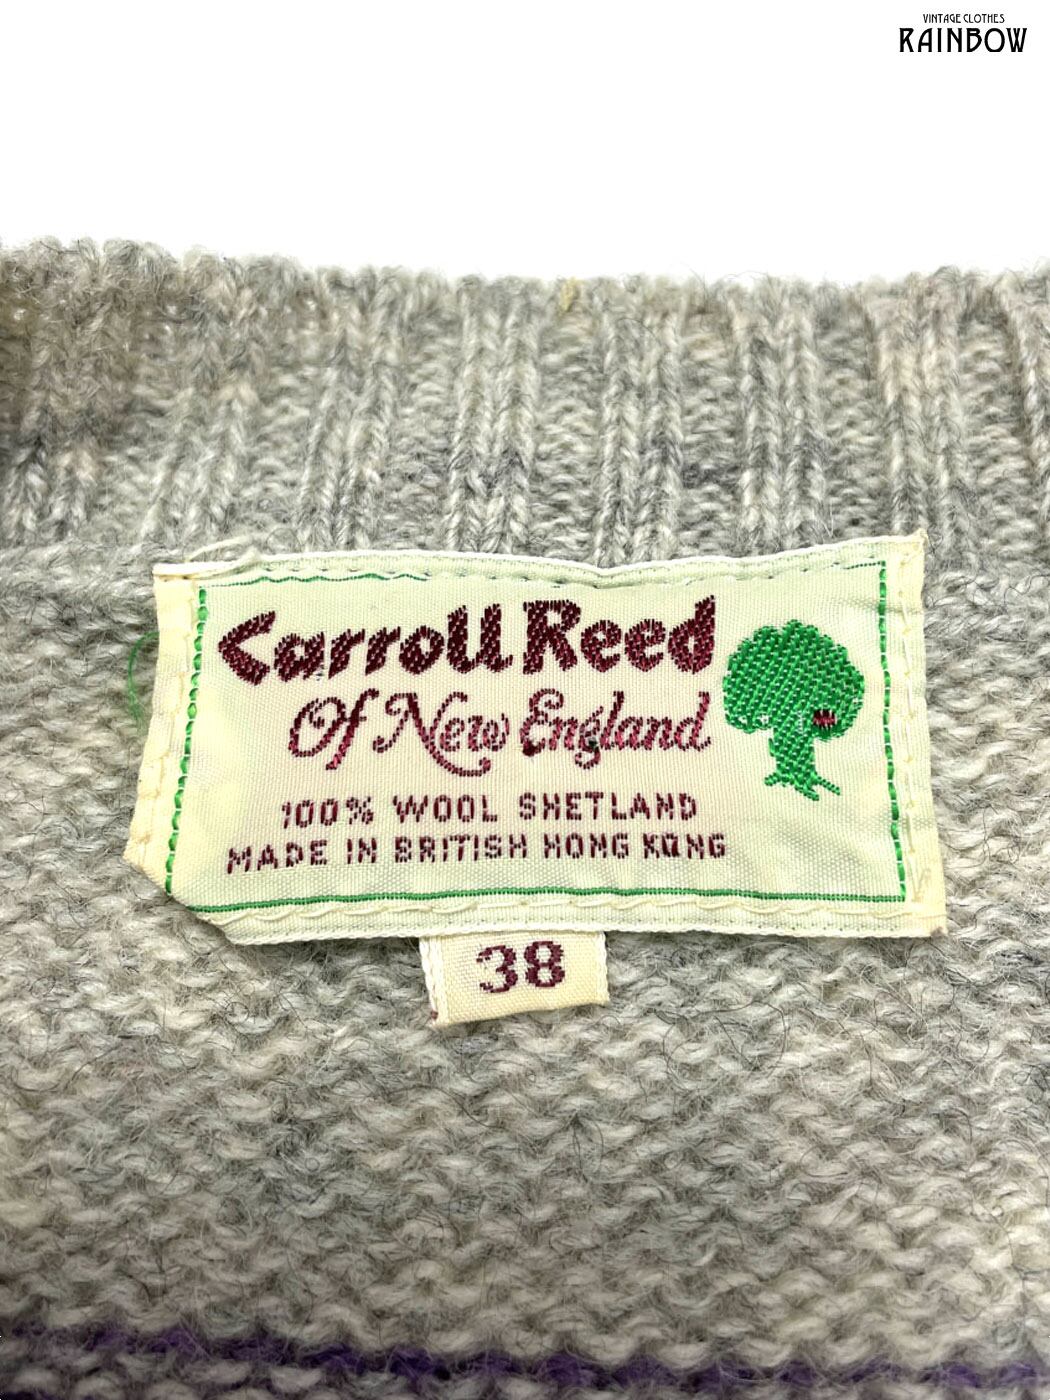 VINTAGE CLOTHES
RAINBOW
Carroll Reed
Of New England
100% WOOL SHETLAND
MADE IN BRITISH HONG KONG
38